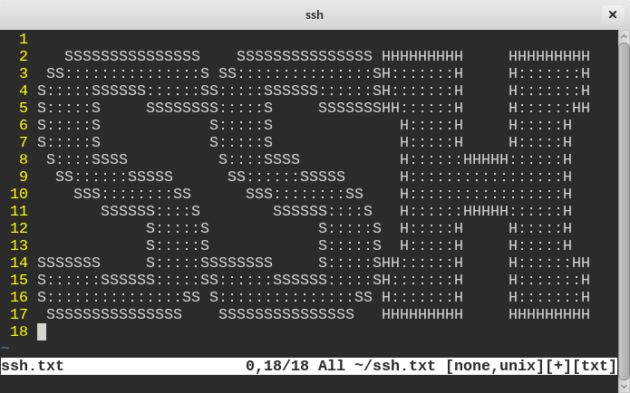 ssh
1
2     SSSSSSSSSSSSSSS    SSSSSSSSSSSSSSS HHHHHHHHH     HHHHHHHHH
3   SS:::::::::::::::S SS:::::::::::::::SH:::::::H     H:::::::H
4  S:::::SSSSSS::::::SS:::::SSSSSS::::::SH:::::::H     H:::::::H
5  S:::::S     SSSSSSSS:::::S     SSSSSSSHH::::::H     H::::::HH
6  S:::::S            S:::::S              H:::::H     H:::::H
7  S:::::S            S:::::S              H:::::H     H:::::H
8   S::::SSSS          S::::SSSS           H::::::HHHHH::::::H
9    SS::::::SSSSS      SS::::::SSSSS      H:::::::::::::::::H
10     SSS::::::::SS      SSS::::::::SS    H:::::::::::::::::H
11        SSSSSS::::S        SSSSSS::::S   H::::::HHHHH::::::H
12             S:::::S            S:::::S  H:::::H     H:::::H
13             S:::::S            S:::::S  H:::::H     H:::::H
14 SSSSSSS     S:::::SSSSSSSS     S:::::SHH::::::H     H::::::HH
15 S::::::SSSSSS:::::SS::::::SSSSSS:::::SH:::::::H     H:::::::H
16 S:::::::::::::::SS S:::::::::::::::SS H:::::::H     H:::::::H
17  SSSSSSSSSSSSSSS    SSSSSSSSSSSSSSS   HHHHHHHHH     HHHHHHHHH
18
~
ssh.txt 0,18/18 All ~/ssh.txt [none,unix][+][txt]